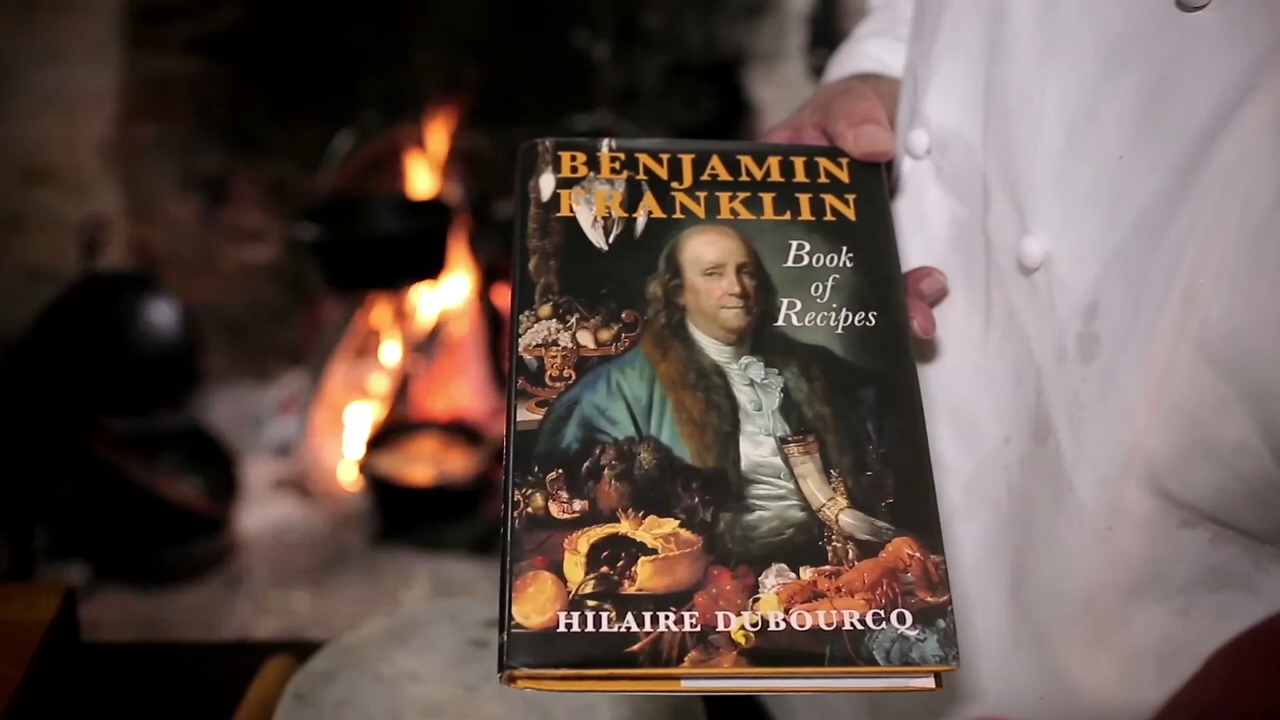 BENJAMIN
FRANKLIN
Book
of
Recipes
HILAIRE DUBOURCQ